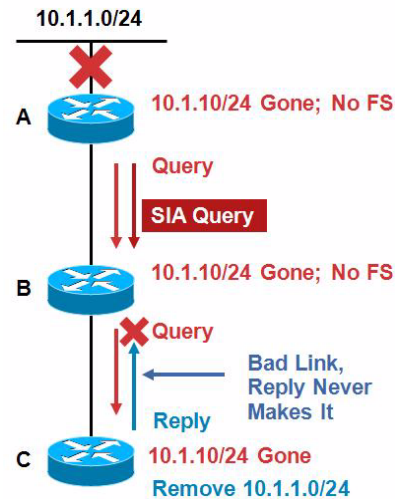 10.1.1.0/24
10.1.10/24 Gone; No FS
A
Query
SIA Query
10.1.10/24 Gone; No FS
B
Query
Bad Link,
Reply Never
Makes It
Reply
C
10.1.10/24 Gone
Remove 10.1.1.0/24